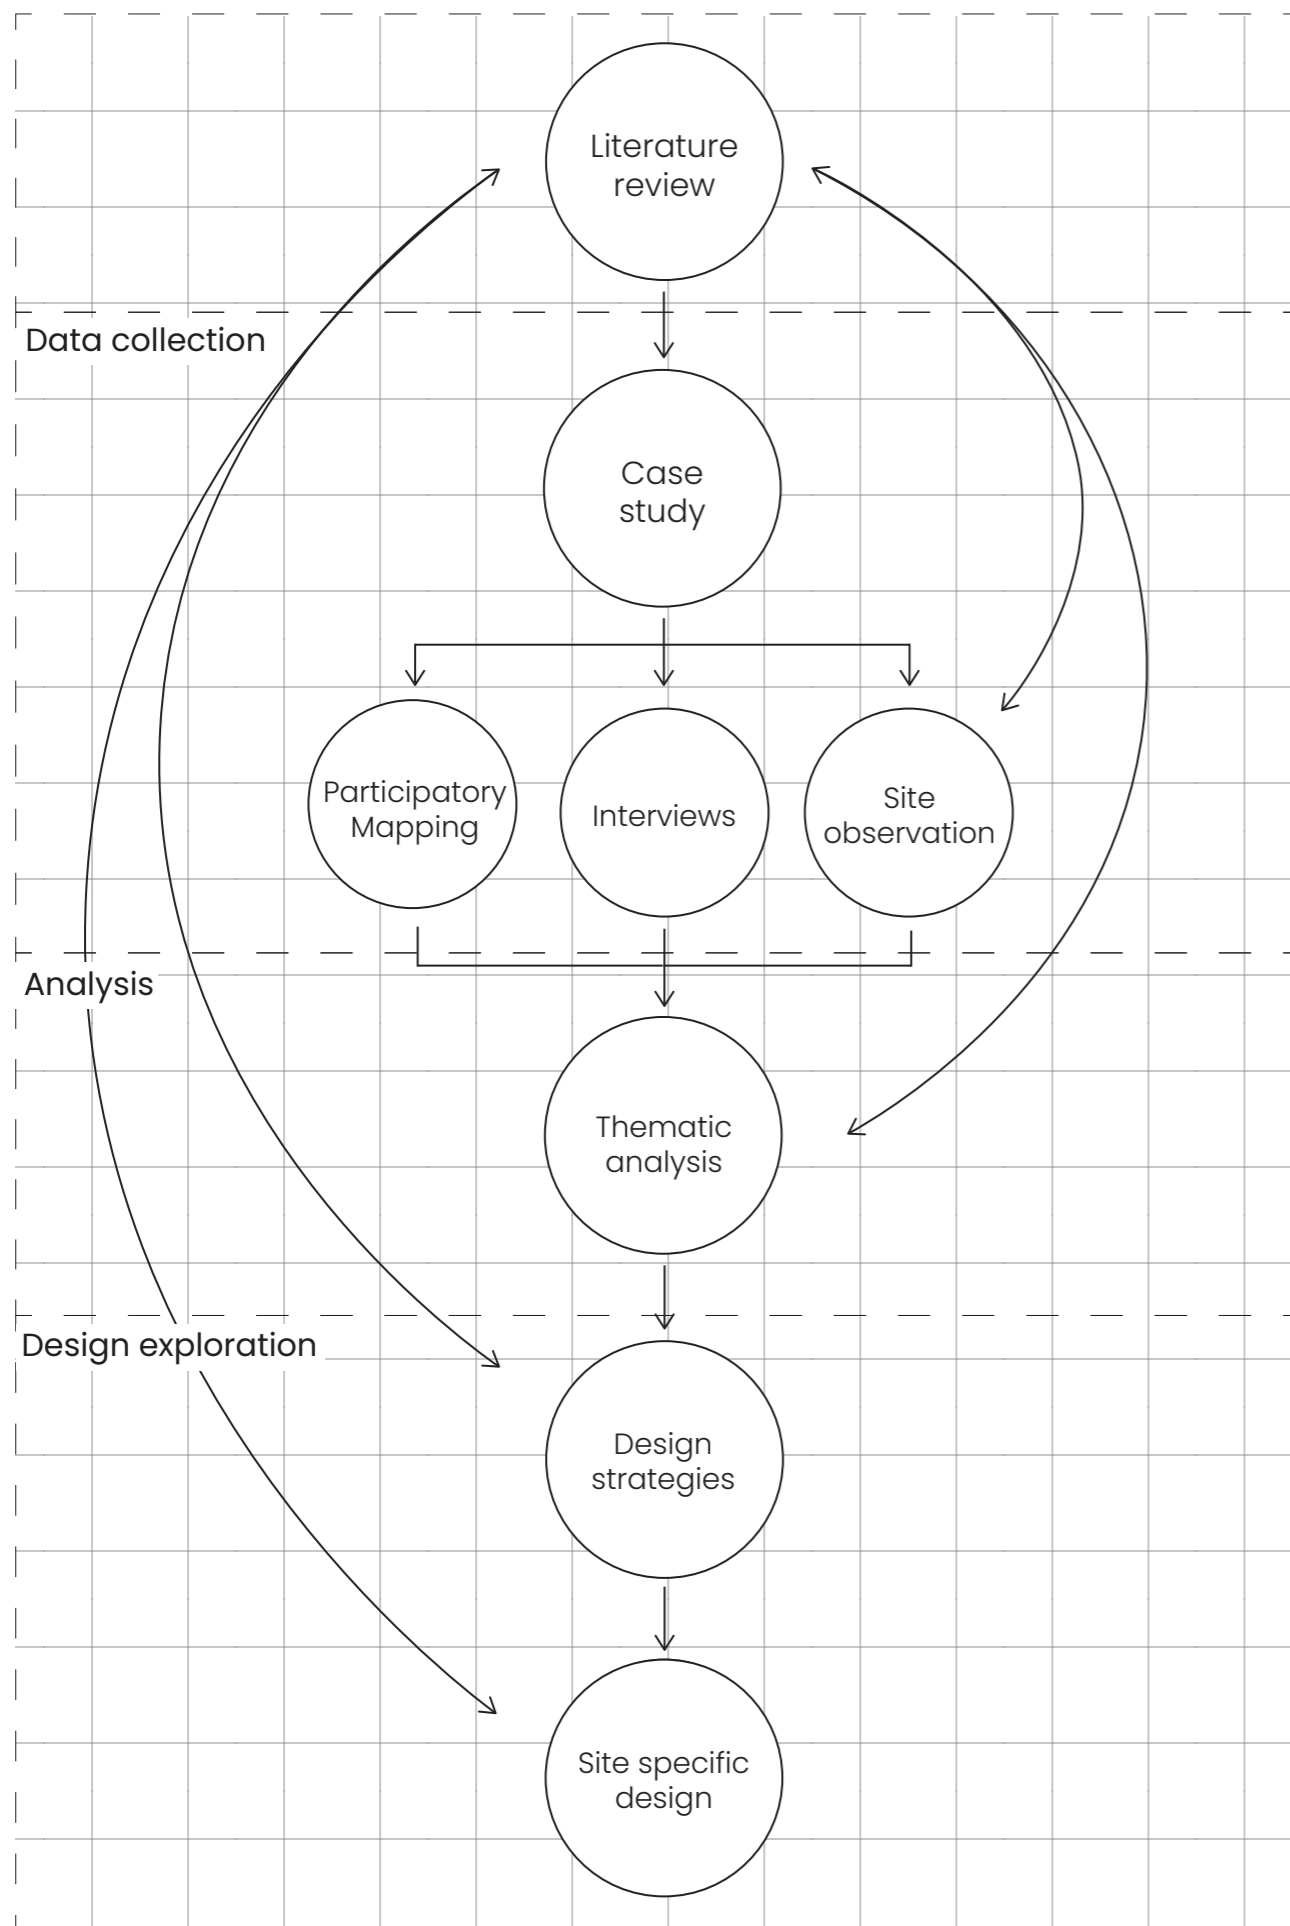 Literature
review
Data collection
Case
study
Participatory
Mapping
Interviews
Site
observation
Analysis
Thematic
analysis
Design exploration
Design
strategies
Site specific
design